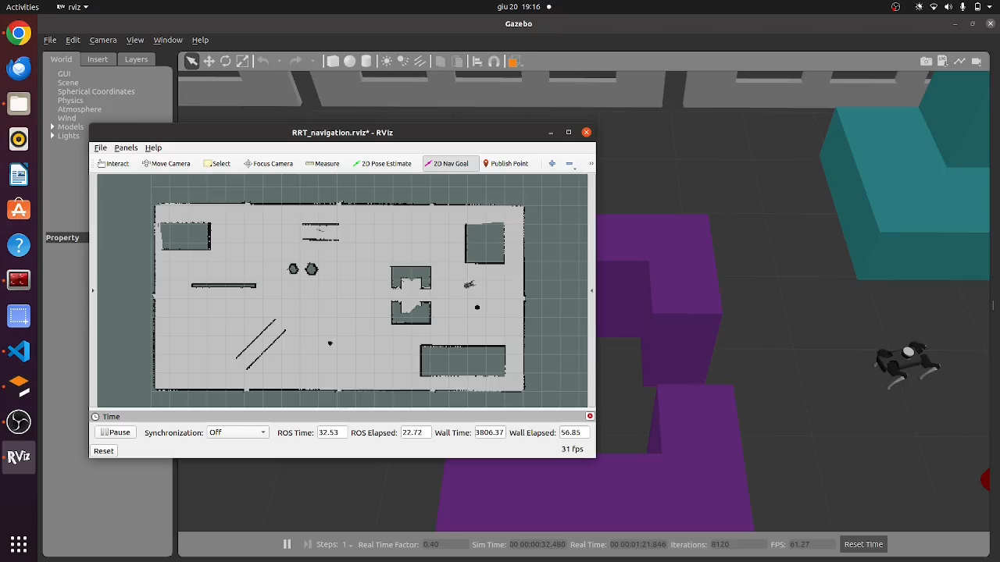 Activities
rviz
giu 20 19:16
Gazebo
File Edit Camera View Window Help
World Insert Layers
GUI
Scene
Spherical Coordinates
Physics
Atmosphere
Wind
Models
Lights
Property
RRT_navigation.rviz* - RViz
File Panels Help
Interact Move Camera Select Focus Camera Measure 2D Pose Estimate 2D Nav Goal Publish Point »
Time
Pause Synchronization: Off ROS Time: 32.53 ROS Elapsed: 22.72 Wall Time: 3806.37 Wall Elapsed: 56.85
Reset 31 fps
RViz
Steps: 1 Real Time Factor: 0.40 Sim Time: 00 00:00:32.480 Real Time: 00 00:01:21.846 Iterations: 8120 FPS: 61.27 Reset Time